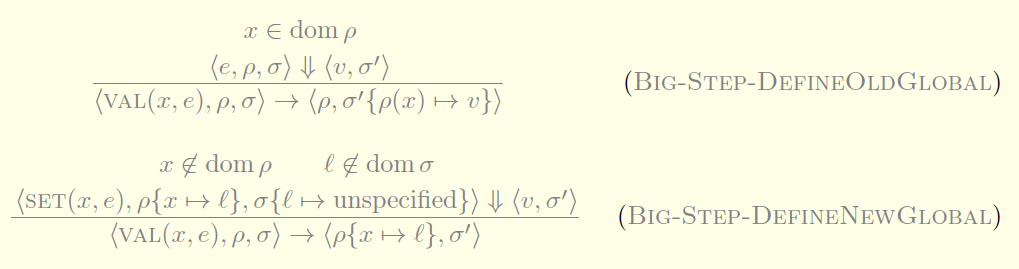 x ∈ dom ρ
⟨e, ρ, σ⟩ ⇓ ⟨v, σ′⟩
⟨VAL(x, e), ρ, σ⟩ → ⟨ρ, σ′{ρ(x) ↦ v}⟩ (BIG-STEP-DEFINEOLDGLOBAL)
x ∉ dom ρ ℓ ∉ dom σ
⟨SET(x, e), ρ{x ↦ ℓ}, σ{ℓ ↦ unspecified}⟩ ⇓ ⟨v, σ′⟩
⟨VAL(x, e), ρ, σ⟩ → ⟨ρ{x ↦ ℓ}, σ′⟩ (BIG-STEP-DEFINENEWGLOBAL)